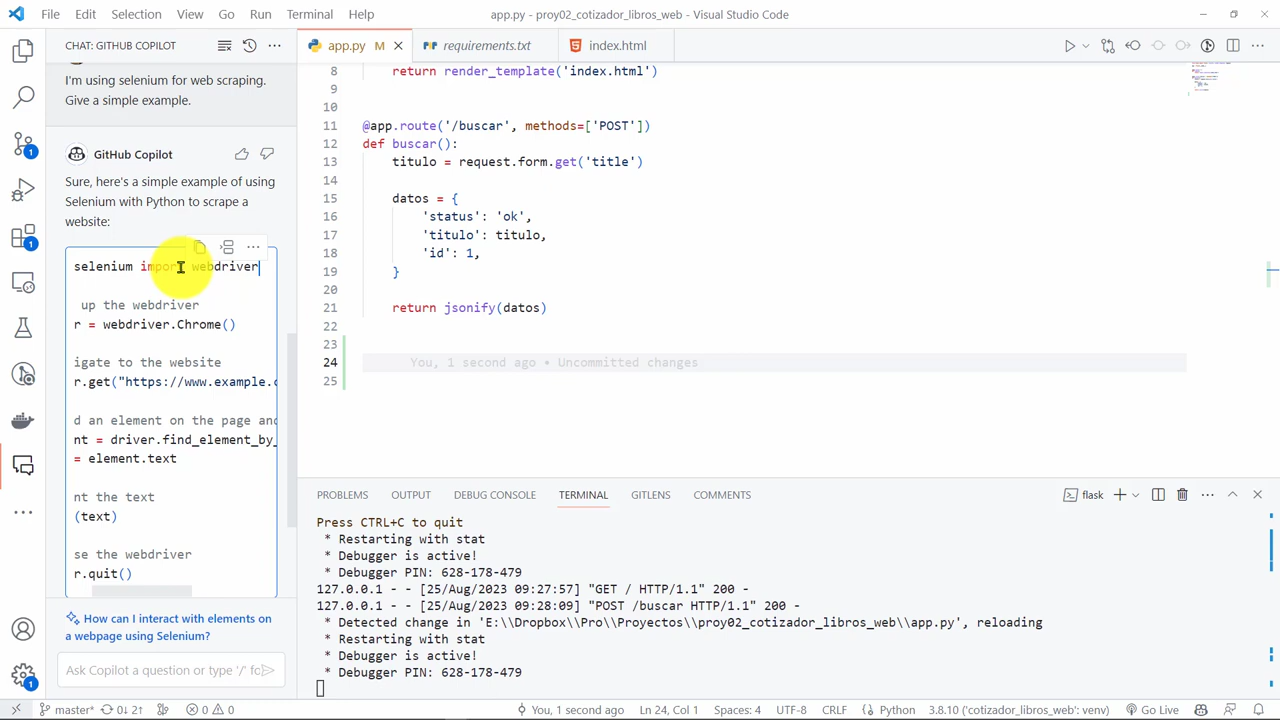 File Edit Selection View Go Run Terminal Help
app.py - proy02_cotizador_libros_web - Visual Studio Code
CHAT: GITHUB COPILOT
I'm using selenium for web scraping.
Give a simple example.
GitHub Copilot
Sure, here's a simple example of using
Selenium with Python to scrape a
website:
selenium import webdriver
up the webdriver
r = webdriver.Chrome()
igate to the website
r.get("https://www.example.c
d an element on the page and
nt = driver.find_element_by_
= element.text
nt the text
(text)
se the webdriver
r.quit()
How can I interact with elements on
a webpage using Selenium?
Ask Copilot a question or type '/' fo
1
1
1
app.py M
requirements.txt
index.html
8 return render_template('index.html')
9
10
11 @app.route('/buscar', methods=['POST'])
12 def buscar():
13 titulo = request.form.get('title')
14
15 datos = {
16 'status': 'ok',
17 'titulo': titulo,
18 'id': 1,
19 }
20
21 return jsonify(datos)
22
23
24 You, 1 second ago • Uncommitted changes
25
PROBLEMS OUTPUT DEBUG CONSOLE TERMINAL GITLENS COMMENTS
flask
Press CTRL+C to quit
* Restarting with stat
* Debugger is active!
* Debugger PIN: 628-178-479
127.0.0.1 - - [25/Aug/2023 09:27:57] "GET / HTTP/1.1" 200 -
127.0.0.1 - - [25/Aug/2023 09:28:09] "POST /buscar HTTP/1.1" 200 -
* Detected change in 'E:\\Dropbox\\Pro\\Proyectos\\proy02_cotizador_libros_web\\app.py', reloading
* Restarting with stat
* Debugger is active!
* Debugger PIN: 628-178-479
master* 0↓ 2↑ 0 0 You, 1 second ago Ln 24, Col 1 Spaces: 4 UTF-8 CRLF Python 3.8.10 ('cotizador_libros_web': venv) Go Live